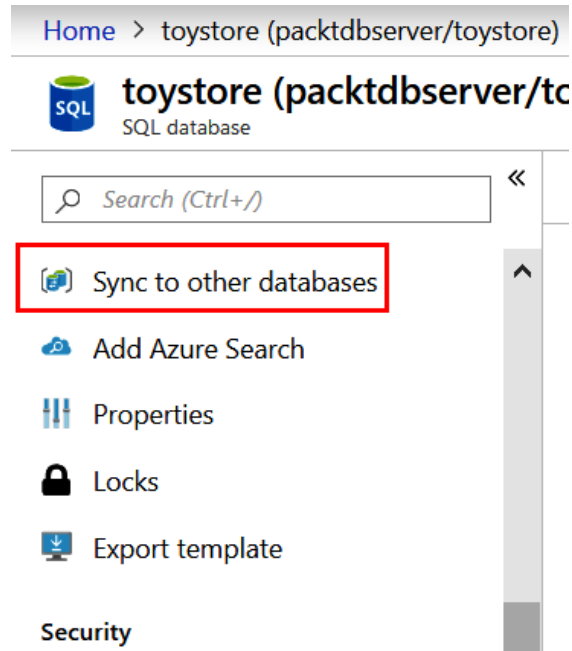 Home > toystore (packtdbserver/toystore)
SQL
toystore (packtdbserver/to
SQL database
Search (Ctrl+/)
«
Sync to other databases
Add Azure Search
Properties
Locks
Export template
Security